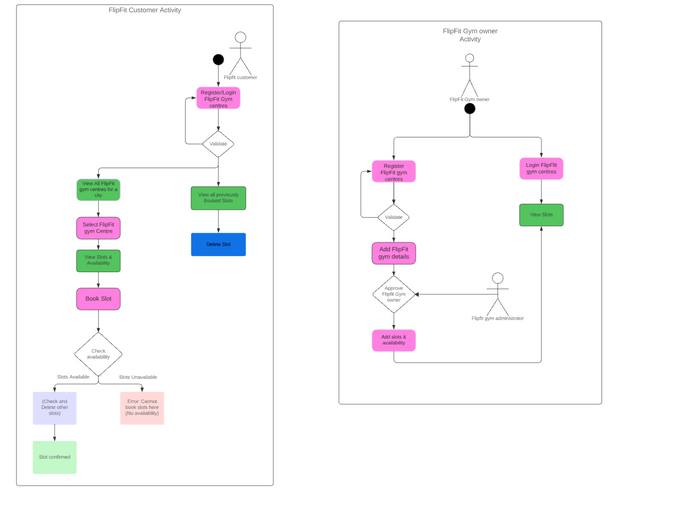 FlipFit Customer Activity
Flipfit customer
Register/Login
FlipFit Gym
centres
Validate
View All FlipFit
gym centres for a
city
View all previously
Booked Slots
Select FlipFit
gym Centre
Delete Slot
View Slots &
Availability
Book Slot
Check
availability
Slots Available
Slots Unavailable
(Check and
Delete other
slots)
Error: Cannot
book slots here
(No availability)
Slot confirmed
FlipFit Gym owner
Activity
FlipFit Gym owner
Register
FlipFit gym
centres
Login FlipFit
gym centres
Validate
View Slots
Add FlipFit
gym details
Approve
Flipfit Gym
owner
Flipfit gym administrator
Add slots &
availability